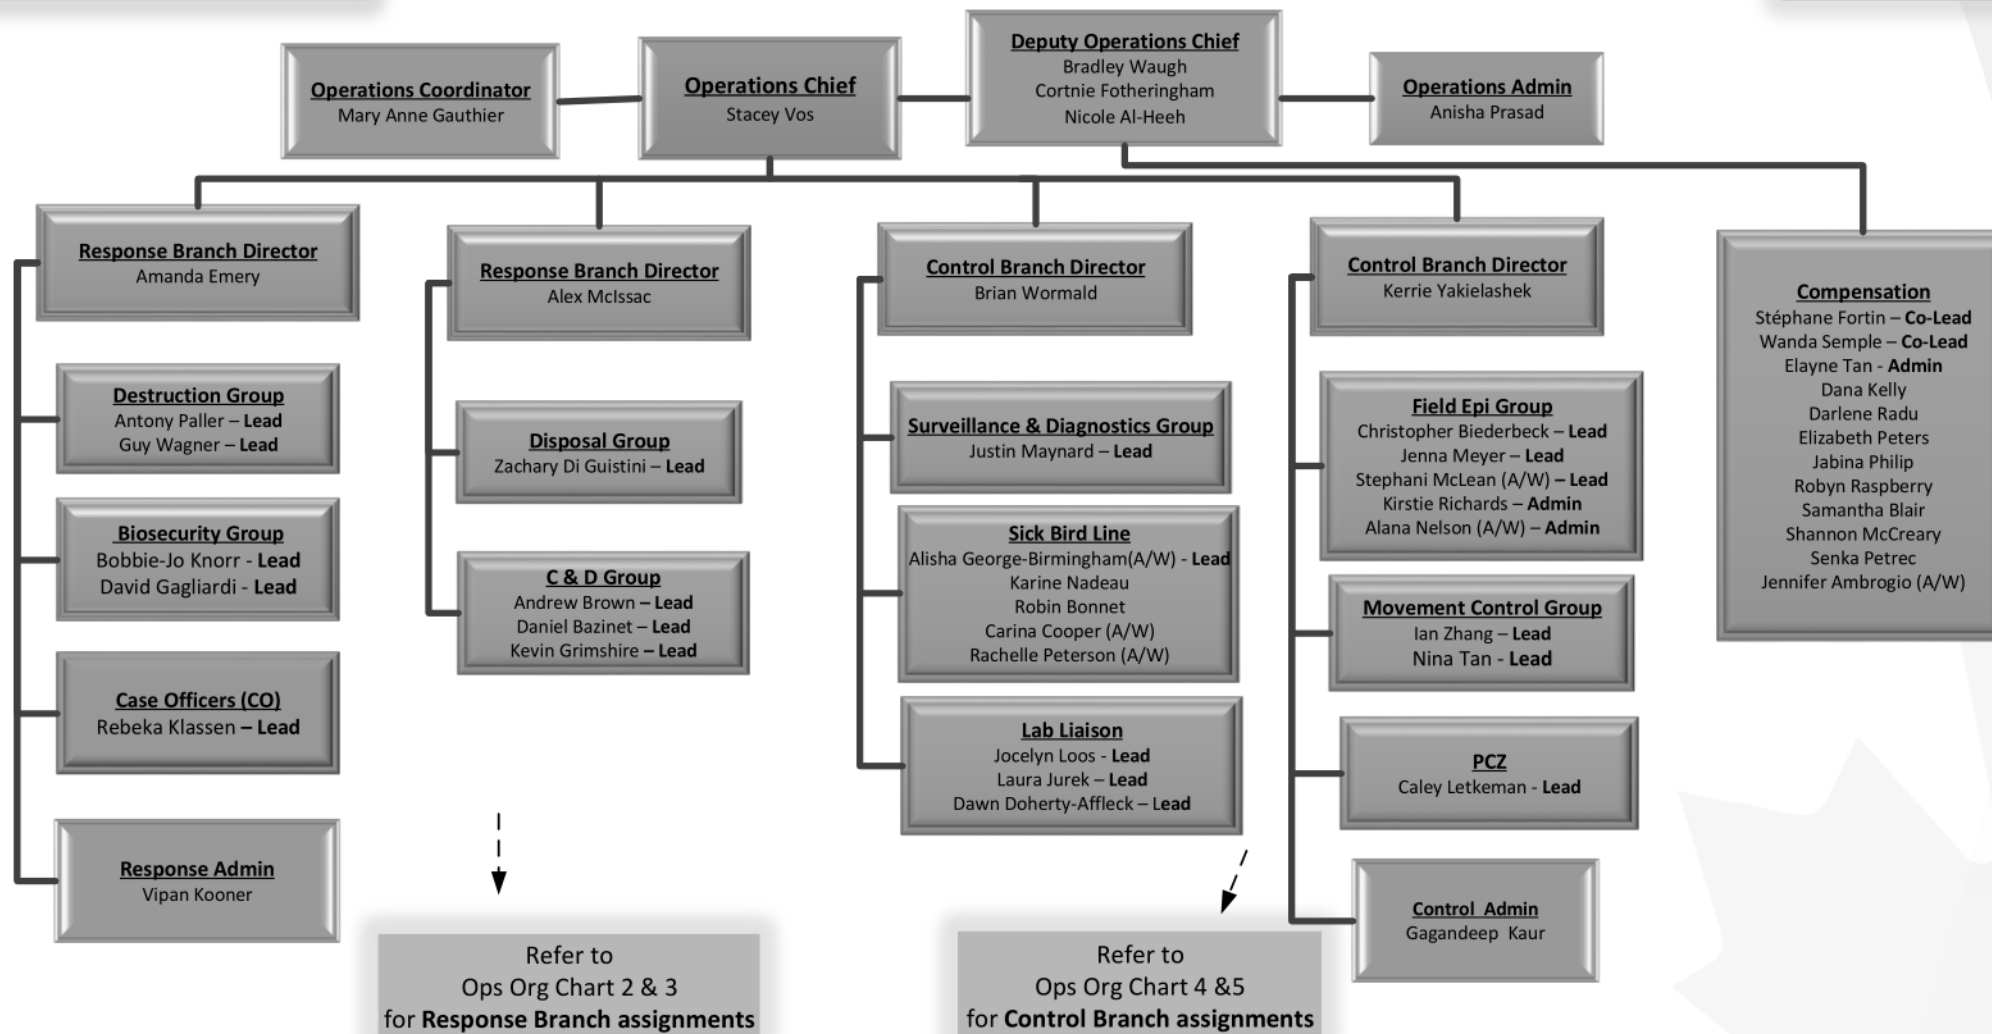 Operations Coordinator
Mary Anne Gauthier
Operations Chief
Stacey Vos
Deputy Operations Chief
Bradley Waugh
Cortnie Fotheringham
Nicole Al-Heeh
Operations Admin
Anisha Prasad
Response Branch Director
Amanda Emery
Destruction Group
Antony Paller – Lead
Guy Wagner – Lead
Biosecurity Group
Bobbie-Jo Knorr - Lead
David Gagliardi - Lead
Case Officers (CO)
Rebeka Klassen – Lead
Response Admin
Vipan Kooner
Response Branch Director
Alex McIssac
Disposal Group
Zachary Di Guistini – Lead
C & D Group
Andrew Brown – Lead
Daniel Bazinet – Lead
Kevin Grimshire – Lead
Refer to
Ops Org Chart 2 & 3
for Response Branch assignments
Control Branch Director
Brian Wormald
Surveillance & Diagnostics Group
Justin Maynard – Lead
Sick Bird Line
Alisha George-Birmingham(A/W) - Lead
Karine Nadeau
Robin Bonnet
Carina Cooper (A/W)
Rachelle Peterson (A/W)
Lab Liaison
Jocelyn Loos - Lead
Laura Jurek – Lead
Dawn Doherty-Affleck – Lead
Refer to
Ops Org Chart 4 &5
for Control Branch assignments
Control Branch Director
Kerrie Yakielashek
Field Epi Group
Christopher Biederbeck – Lead
Jenna Meyer – Lead
Stephani McLean (A/W) – Lead
Kirstie Richards – Admin
Alana Nelson (A/W) – Admin
Movement Control Group
Ian Zhang – Lead
Nina Tan - Lead
PCZ
Caley Letkeman - Lead
Control Admin
Gagandeep Kaur
Compensation
Stéphane Fortin – Co-Lead
Wanda Semple – Co-Lead
Elayne Tan - Admin
Dana Kelly
Darlene Radu
Elizabeth Peters
Jabina Philip
Robyn Raspberry
Samantha Blair
Shannon McCreary
Senka Petrec
Jennifer Ambrogio (A/W)